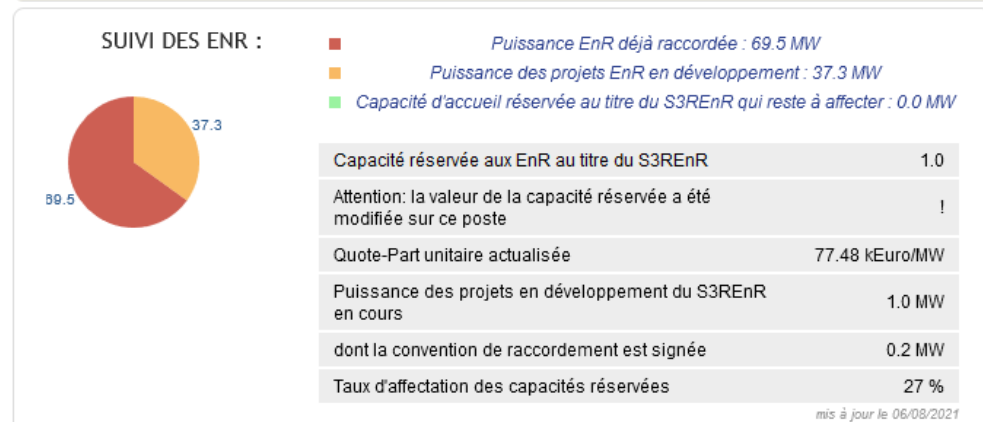 SUIVI DES ENR :
Puissance EnR déjà raccordée : 69.5 MW
Puissance des projets EnR en développement : 37.3 MW
Capacité d'accueil réservée au titre du S3REnR qui reste à affecter : 0.0 MW
37.3
69.5
Capacité réservée aux EnR au titre du S3REnR 1.0
Attention: la valeur de la capacité réservée a été
modifiée sur ce poste !
Quote-Part unitaire actualisée 77.48 kEuro/MW
Puissance des projets en développement du S3REnR
en cours 1.0 MW
dont la convention de raccordement est signée 0.2 MW
Taux d'affectation des capacités réservées 27 %
mis à jour le 06/08/2021